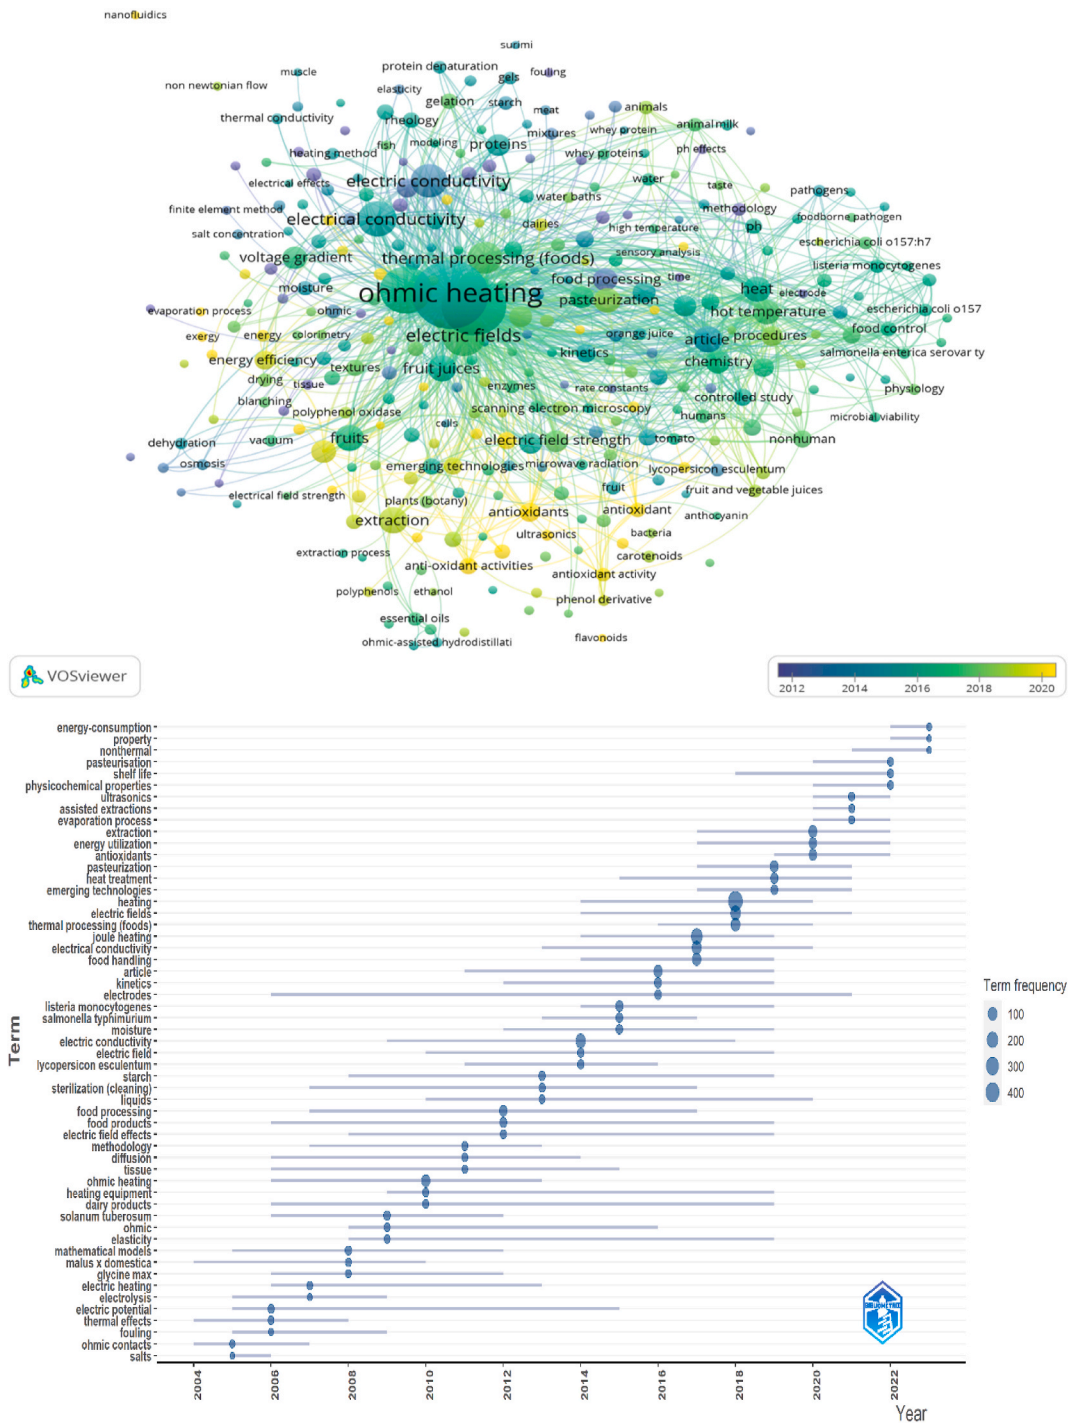 nanofluidics
surimi
protein denaturation
muscle
gels
fouling
non newtonian flow
elasticity
gelation
starch
meat
animals
thermal conductivity
rheology
mixtures
whey protein
animal milk
fish
modeling
proteins
heating method
whey proteins
ph effects
electrical effects
electric conductivity
water
taste
pathogens
water baths
finite element method
electrical conductivity
dairies
methodology
foodborne pathogen
salt concentration
high temperature
ph
escherichia coli o157:h7
voltage gradient
thermal processing (foods)
sensory analysis
listeria monocytogenes
moisture
food processing
time
heat
electrode
ohmic heating
pasteurization
evaporation process
ohmic
hot temperature
escherichia coli o157
exergy
energy
colorimetry
electric fields
orange juice
article
procedures
food control
energy efficiency
textures
fruit juices
kinetics
chemistry
salmonella enterica serovar ty
drying
tissue
enzymes
rate constants
physiology
blanching
controlled study
polyphenol oxidase
scanning electron microscopy
humans
microbial viability
cells
dehydration
vacuum
fruits
electric field strength
tomato
nonhuman
osmosis
emerging technologies
microwave radiation
lycopersicon esculentum
electrical field strength
plants (botany)
fruit
fruit and vegetable juices
extraction
antioxidants
antioxidant
anthocyanin
ultrasonics
bacteria
extraction process
anti-oxidant activities
carotenoids
antioxidant activity
polyphenols
ethanol
phenol derivative
essential oils
ohmic-assisted hydrodistillati
flavonoids
VOSviewer
2012 2014 2016 2018 2020
energy-consumption
property
nonthermal
pasteurisation
shelf life
physicochemical properties
ultrasonics
assisted extractions
evaporation process
extraction
energy utilization
antioxidants
pasteurization
heat treatment
emerging technologies
heating
electric fields
thermal processing (foods)
joule heating
electrical conductivity
food handling
article
kinetics
electrodes
listeria monocytogenes
salmonella typhimurium
moisture
electric conductivity
electric field
lycopersicon esculentum
starch
sterilization (cleaning)
liquids
food processing
food products
electric field effects
methodology
diffusion
tissue
ohmic heating
heating equipment
dairy products
solanum tuberosum
ohmic
elasticity
mathematical models
malus x domestica
glycine max
electric heating
electrolysis
electric potential
thermal effects
fouling
ohmic contacts
salts
Term
Term frequency
100
200
300
400
BIBLIOMETRIX
2004 2006 2008 2010 2012 2014 2016 2018 2020 2022
Year